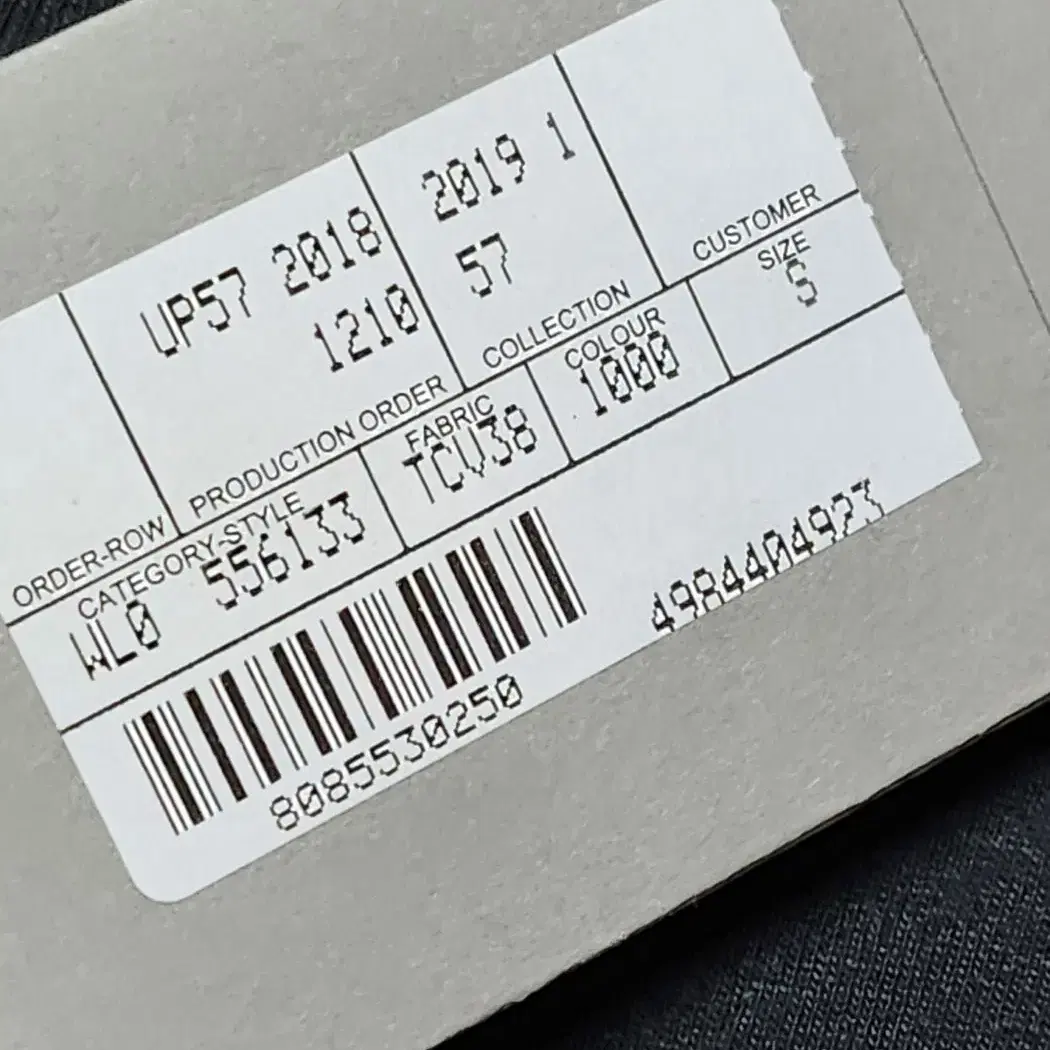 UP57 2018
1210
PRODUCTION ORDER
2019 1
57
COLLECTION
CUSTOMER
ORDER-ROW
CATEGORY-STYLE
WL0 556133
FABRIC
TCV38
COLOUR
1000
SIZE
S
8085530250
4984404973